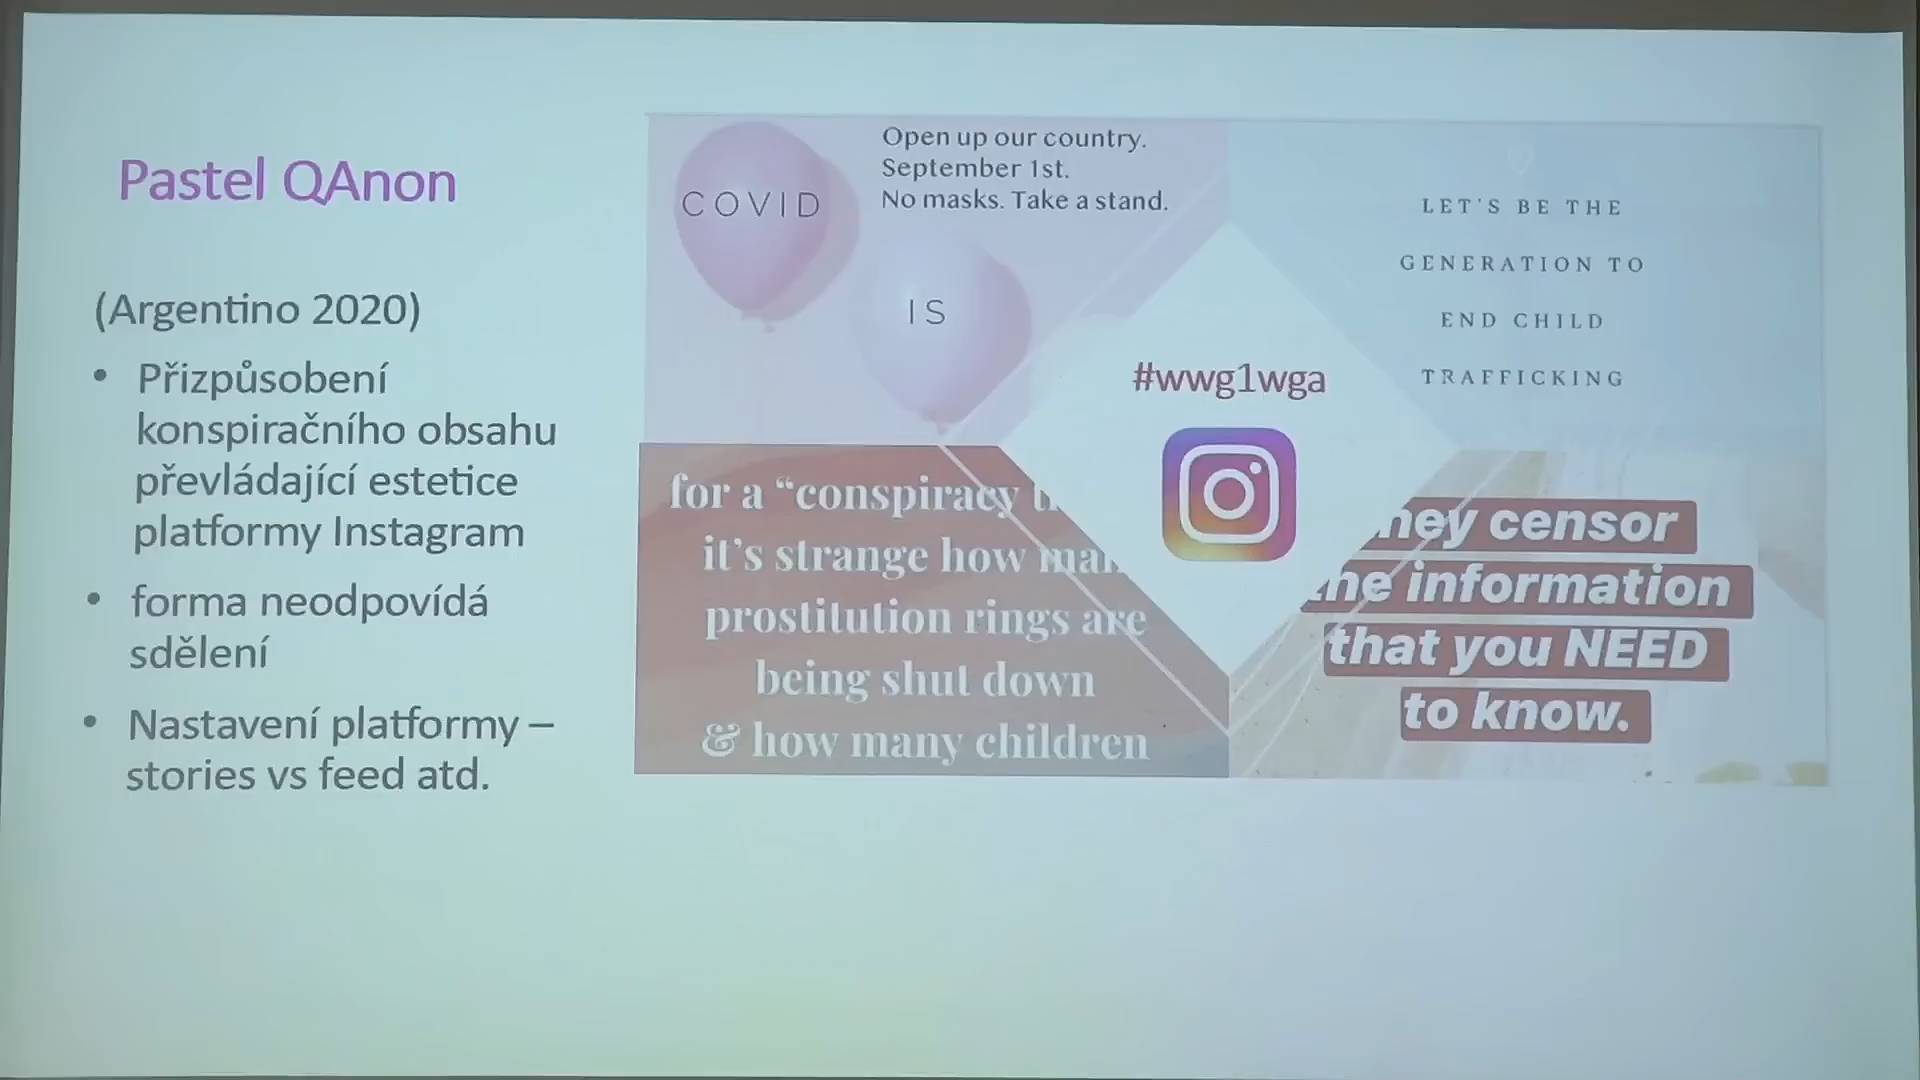 Pastel QAnon
(Argentino 2020)
• Přizpůsobení
konspiračního obsahu
převládající estetice
platformy Instagram
• forma neodpovídá
sdělení
• Nastavení platformy –
stories vs feed atd.
COVID
IS
Open up our country.
September 1st.
No masks. Take a stand.
LET'S BE THE
GENERATION TO
END CHILD
TRAFFICKING
#wwg1wga
for a “conspiracy
it’s strange how
prostitution rings are
being shut down
& how many children
censor
information
that you NEED
to know.